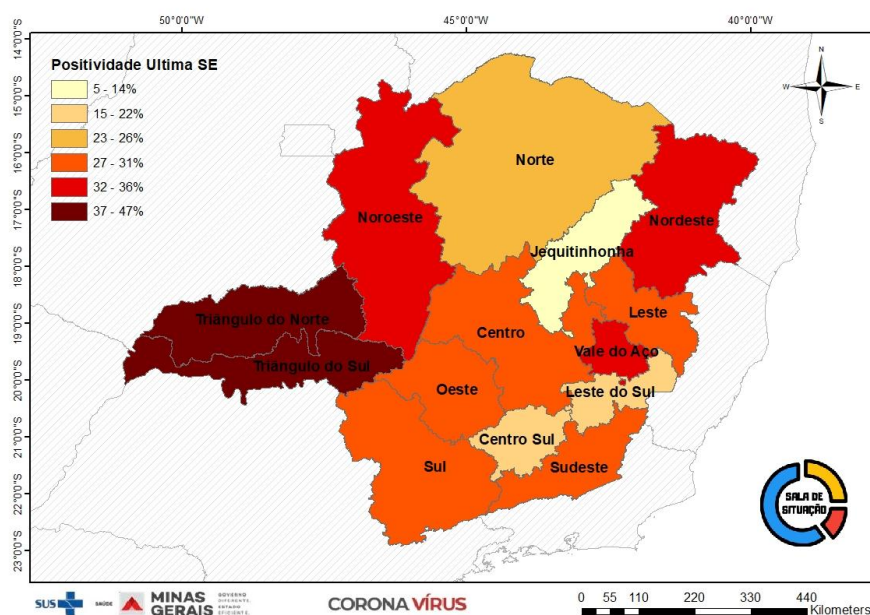 50°0'0"S
45°0'0"S
40°0'0"S
14°0'0"S
15°0'0"S
16°0'0"S
17°0'0"S
18°0'0"S
19°0'0"S
20°0'0"S
21°0'0"S
22°0'0"S
23°0'0"S
Positividade Ultima SE
5 - 14%
15 - 22%
23 - 26%
27 - 31%
32 - 36%
37 - 47%
N
W E
S
Norte
Noroeste
Nordeste
Jequitinhonha
Triângulo do Norte
Centro
Leste
Vale do Aço
Triângulo do Sul
Oeste
Leste do Sul
Centro Sul
Sul
Sudeste
SALA DE
SITUAÇÃO
SUS
SAÚDE
MINAS
GERAIS
GOVERNO
DIFERENTE.
ESTADO
EFICIENTE.
CORONA VÍRUS
0 55 110 220 330 440
Kilometers